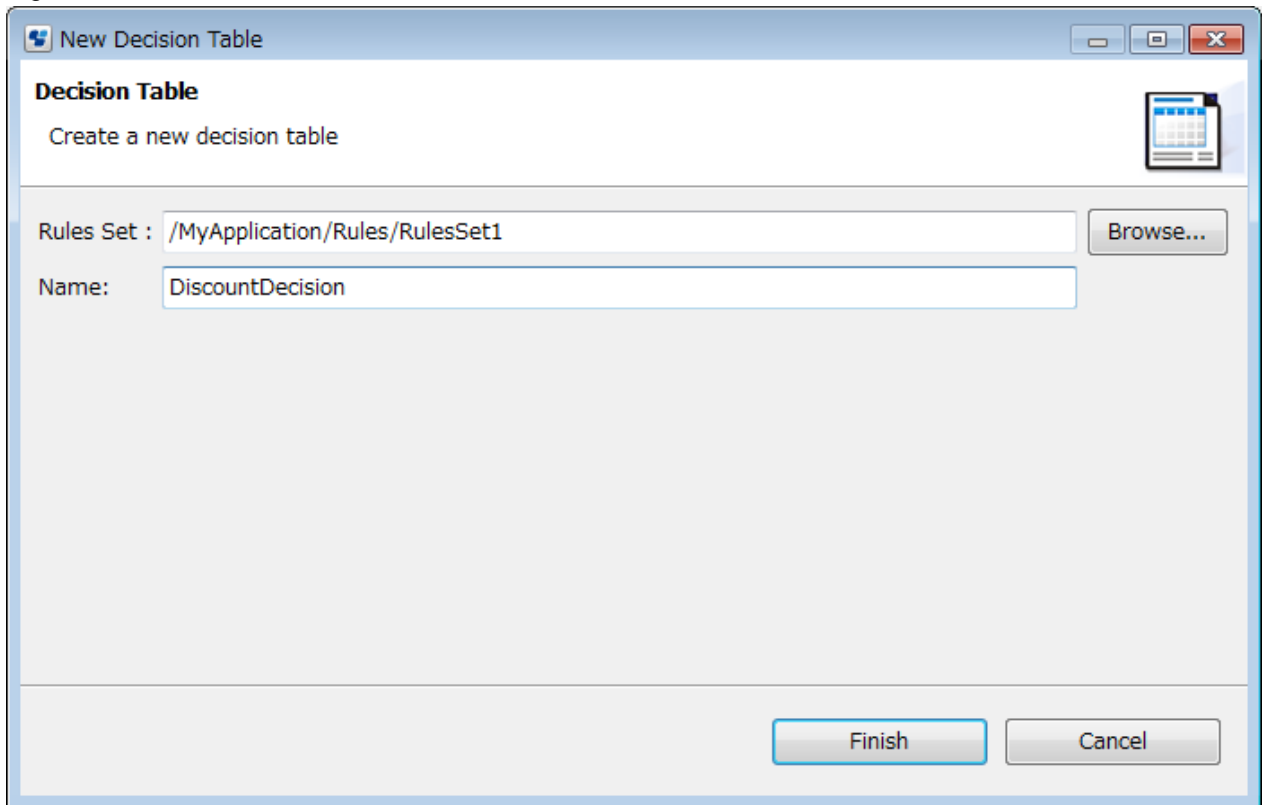 New Decision Table
Decision Table
Create a new decision table
Rules Set : /MyApplication/Rules/RulesSet1 Browse...
Name: DiscountDecision
Finish Cancel